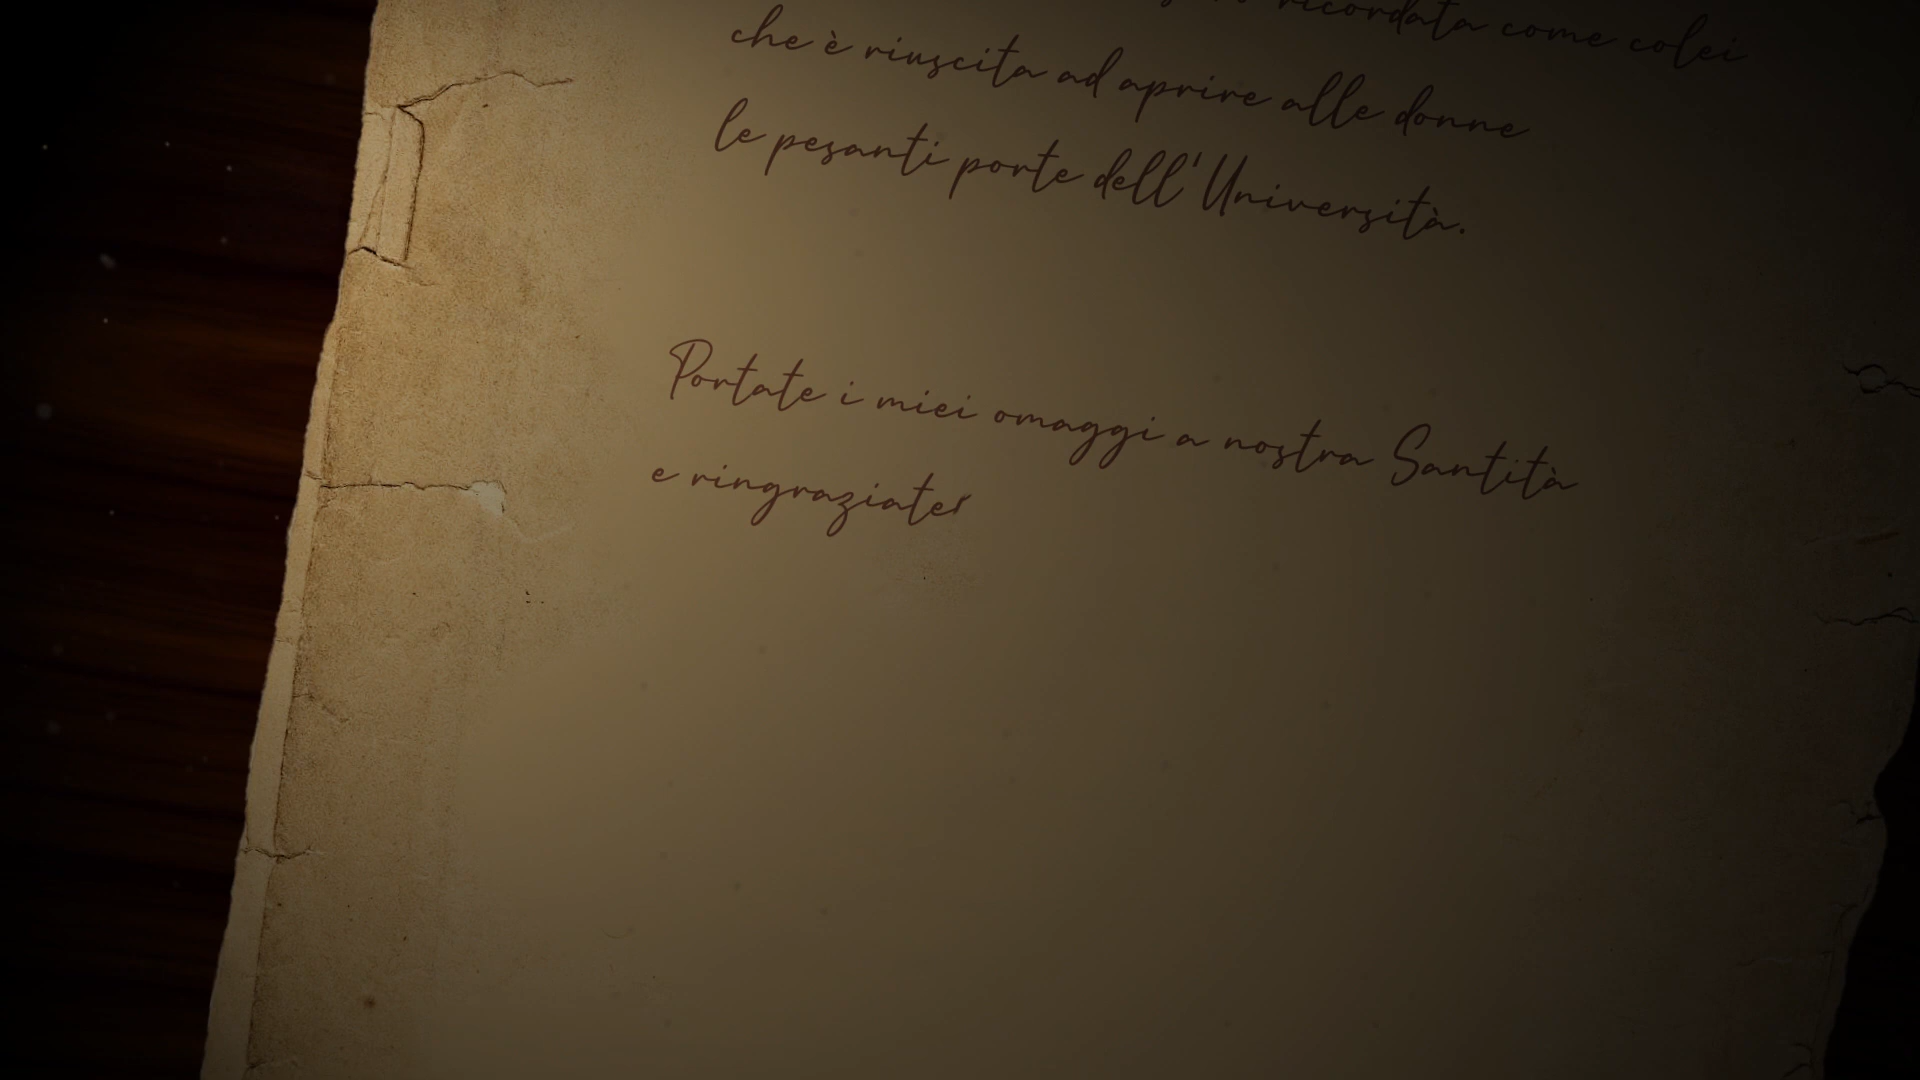 ricordata come colei
che è riuscita ad aprire alle donne
le pesanti porte dell'Università.
Portate i miei omaggi a nostra Santità
e ringraziate